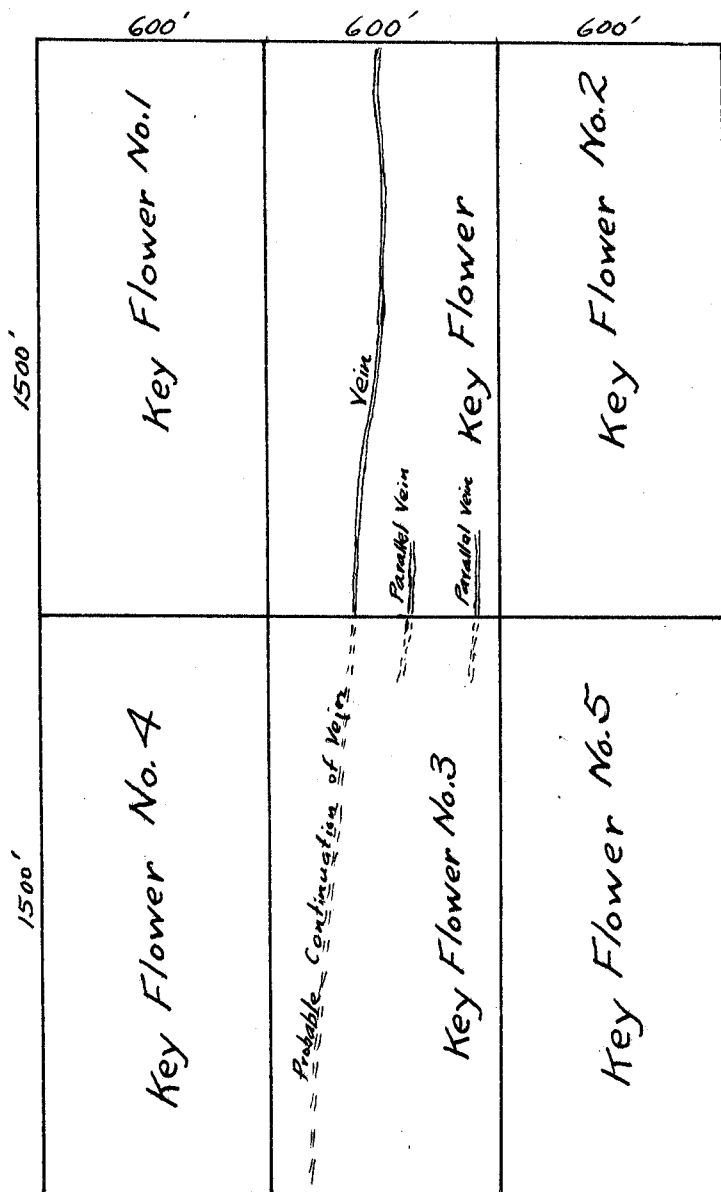 600'
600'
600'
1500'
Key Flower No.1
Vein
Parallel Vein
Parallel Vein
Key Flower
Key Flower No.2
1500'
Key Flower No.4
Probable Continuation of Vein
Key Flower No.3
Key Flower No.5